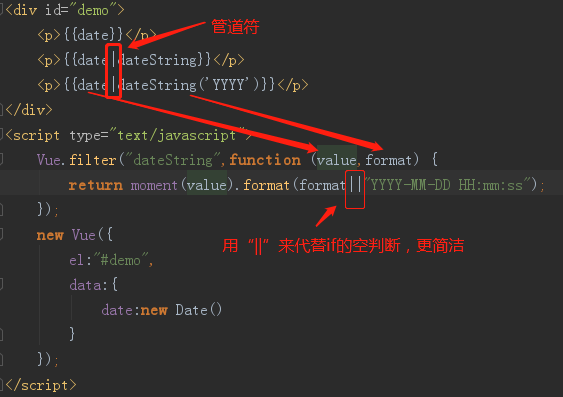 <div id="demo">
管道符
<p>{{date}}</p>
<p>{{date|dateString}}</p>
<p>{{date|dateString('YYYY')}}</p>
</div>
<script type="text/javascript">
Vue.filter("dateString",function (value,format) {
return moment(value).format(format||"YYYY-MM-DD HH:mm:ss");
});
用“||”来代替if的空判断，更简洁
new Vue({
el:"#demo",
data:{
date:new Date()
}
});
</script>